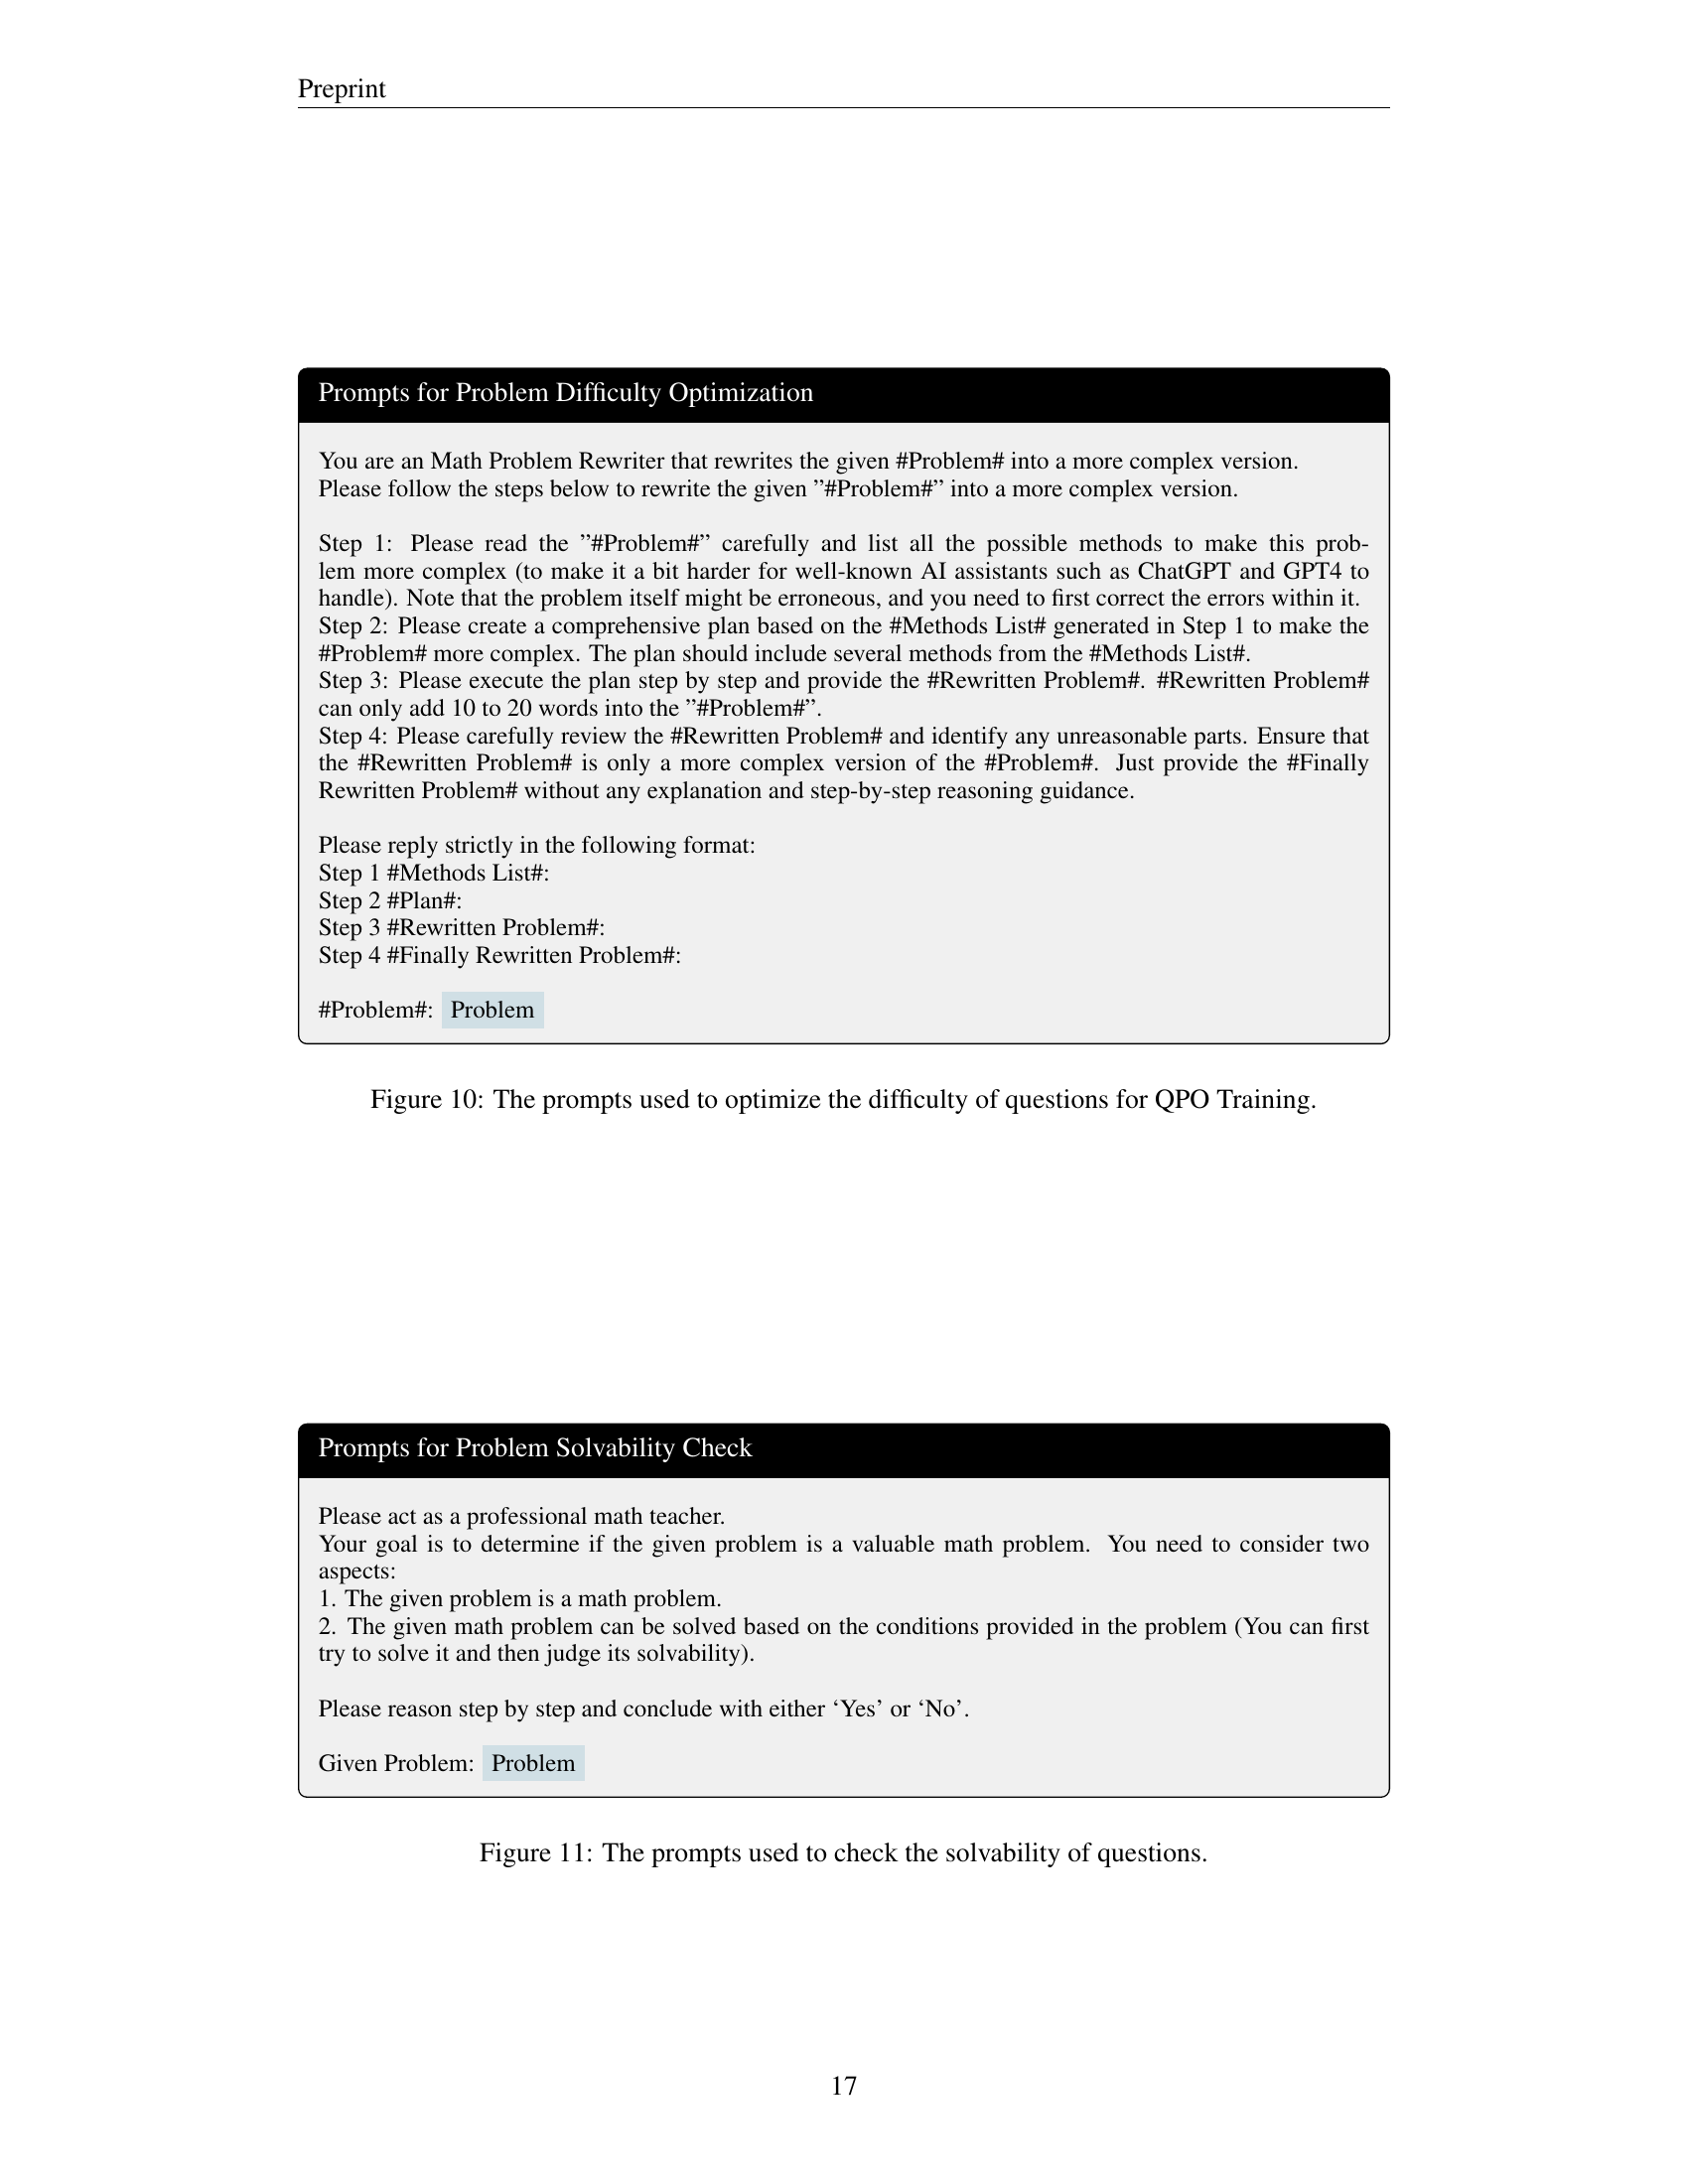 Preprint
Prompts for Problem Difficulty Optimization
You are an Math Problem Rewriter that rewrites the given #Problem# into a more complex version.
Please follow the steps below to rewrite the given ”#Problem#” into a more complex version.
Step 1: Please read the ”#Problem#” carefully and list all the possible methods to make this prob-
lem more complex (to make it a bit harder for well-known AI assistants such as ChatGPT and GPT4 to
handle). Note that the problem itself might be erroneous, and you need to first correct the errors within it.
Step 2: Please create a comprehensive plan based on the #Methods List# generated in Step 1 to make the
#Problem# more complex. The plan should include several methods from the #Methods List#.
Step 3: Please execute the plan step by step and provide the #Rewritten Problem#. #Rewritten Problem#
can only add 10 to 20 words into the ”#Problem#”.
Step 4: Please carefully review the #Rewritten Problem# and identify any unreasonable parts. Ensure that
the #Rewritten Problem# is only a more complex version of the #Problem#. Just provide the #Finally
Rewritten Problem# without any explanation and step-by-step reasoning guidance.
Please reply strictly in the following format:
Step 1 #Methods List#:
Step 2 #Plan#:
Step 3 #Rewritten Problem#:
Step 4 #Finally Rewritten Problem#:
#Problem#: Problem
Figure 10: The prompts used to optimize the difficulty of questions for QPO Training.
Prompts for Problem Solvability Check
Please act as a professional math teacher.
Your goal is to determine if the given problem is a valuable math problem. You need to consider two
aspects:
1. The given problem is a math problem.
2. The given math problem can be solved based on the conditions provided in the problem (You can first
try to solve it and then judge its solvability).
Please reason step by step and conclude with either ‘Yes’ or ‘No’.
Given Problem: Problem
Figure 11: The prompts used to check the solvability of questions.
17